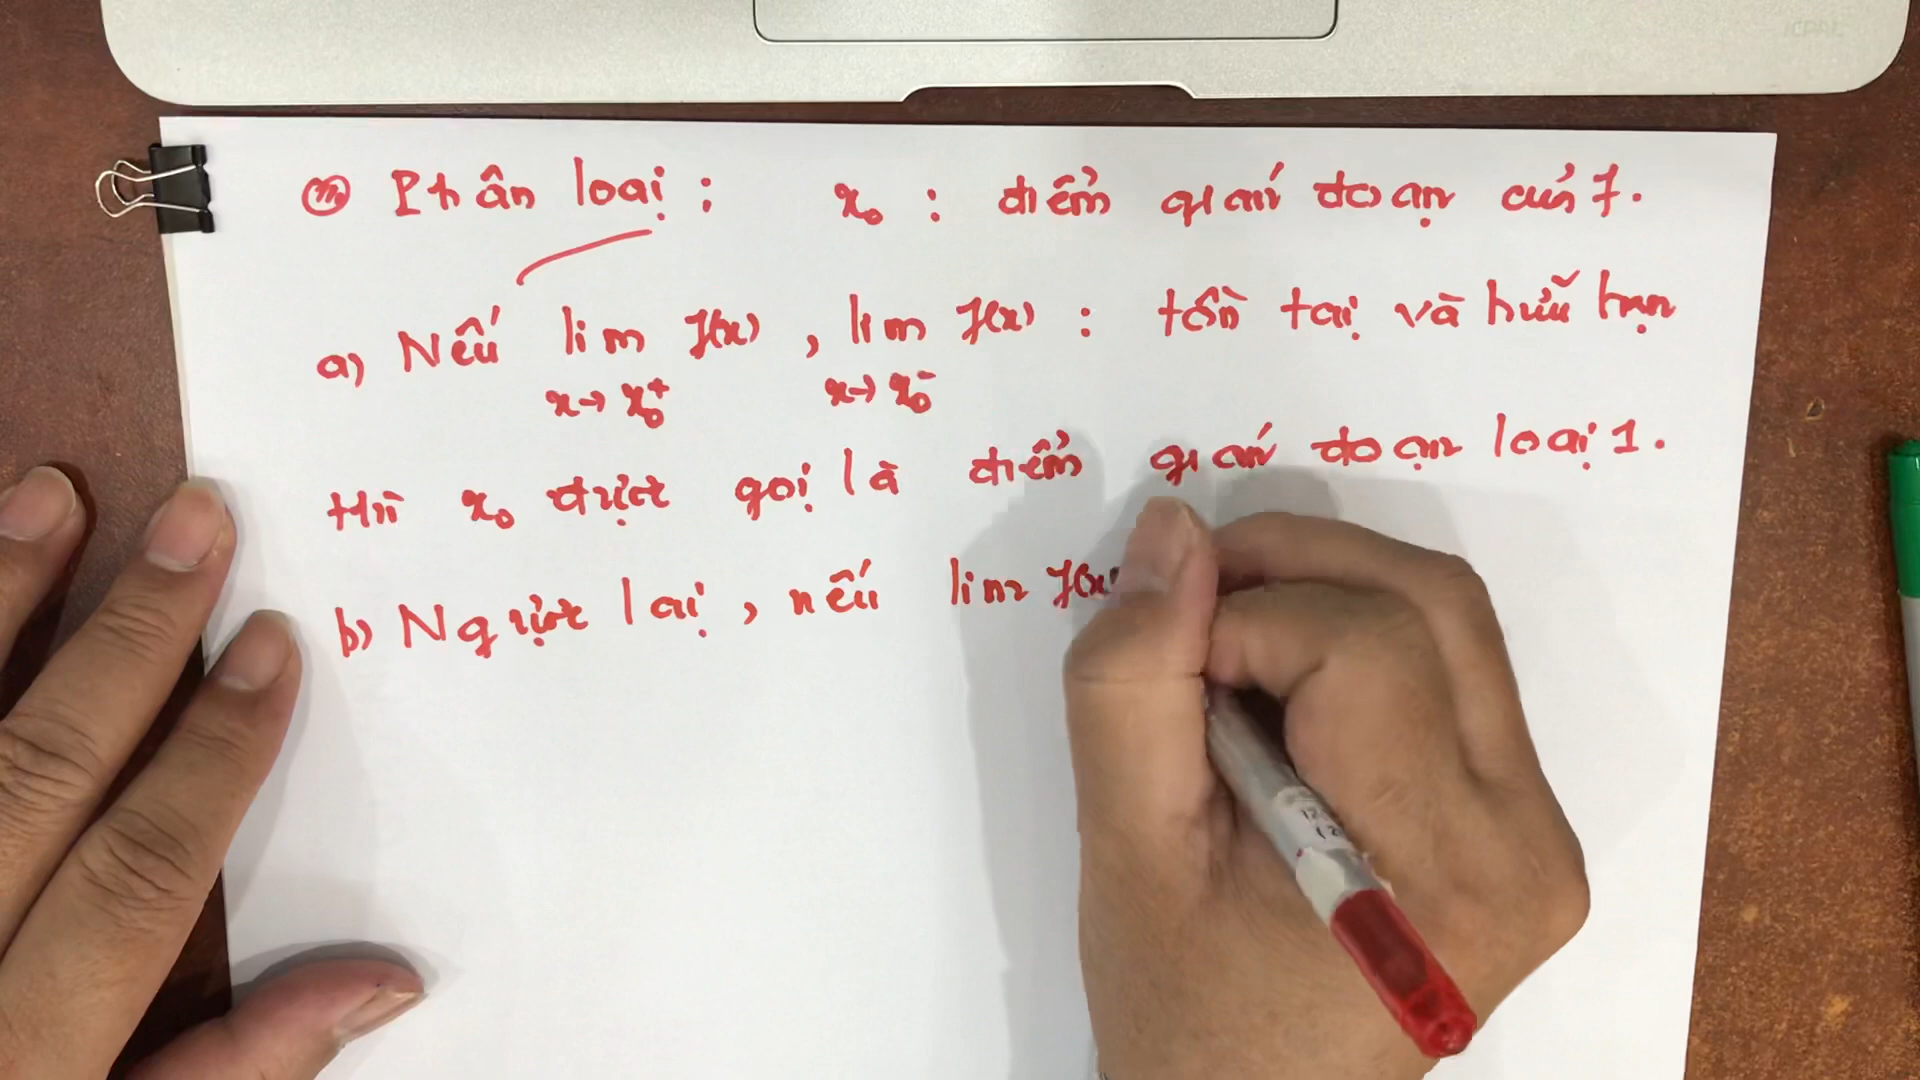 (m) Phân loại : x₀ : điểm gián đoạn của f.
a) Nếu lim f(x) , lim f(x) : tồn tại và hữu hạn
x→x₀⁺ x→x₀⁻
thì x₀ được gọi là điểm gián đoạn loại 1.
b) Ngược lại , nếu lim f(x